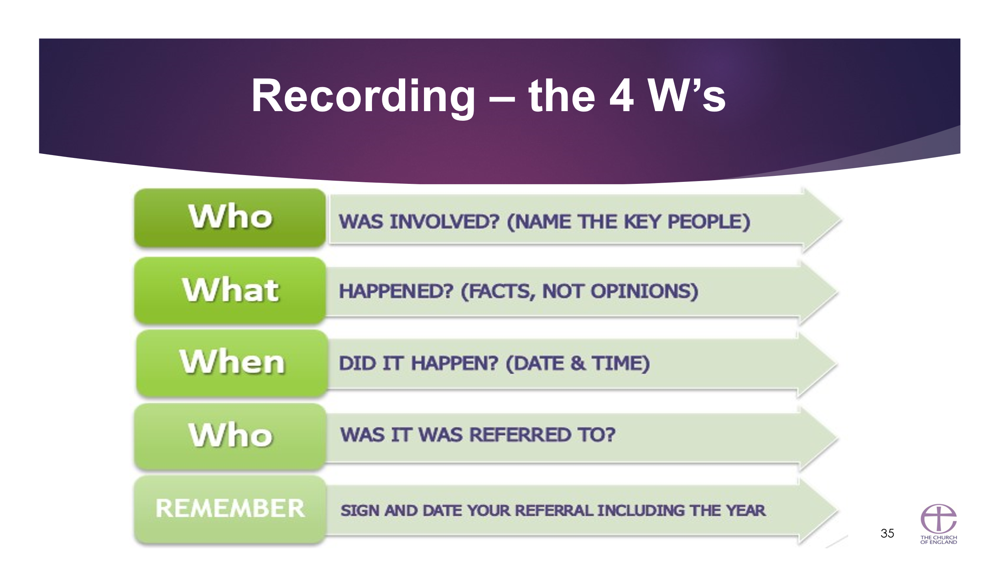 Recording – the 4 W’s
Who
WAS INVOLVED? (NAME THE KEY PEOPLE)
What
HAPPENED? (FACTS, NOT OPINIONS)
When
DID IT HAPPEN? (DATE & TIME)
Who
WAS IT WAS REFERRED TO?
REMEMBER
SIGN AND DATE YOUR REFERRAL INCLUDING THE YEAR
35
THE CHURCH
OF ENGLAND